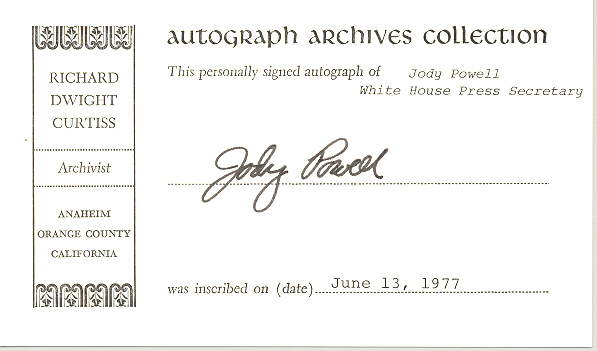 RICHARD
DWIGHT
CURTISS
Archivist
ANAHEIM
ORANGE COUNTY
CALIFORNIA
AUTOGRAPH ARCHIVES COLLECTION
This personally signed autograph of Jody Powell
White House Press Secretary
Jody Powell
was inscribed on (date) June 13, 1977